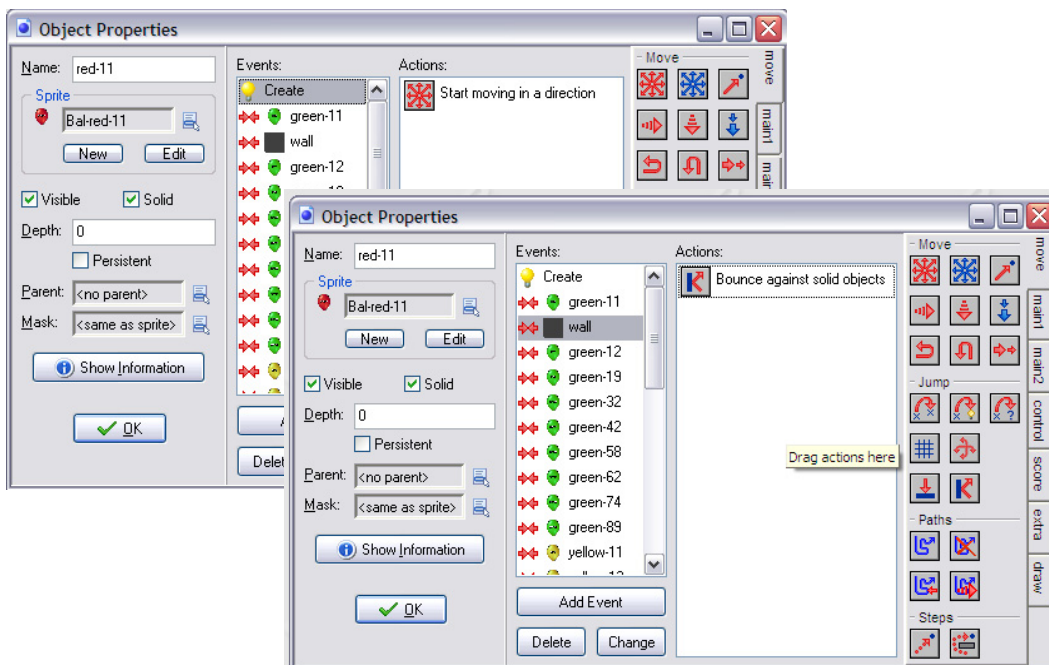 Object Properties
Name: red-11
Sprite
Bal-red-11
New Edit
Visible Solid
Depth: 0
Persistent
Parent: <no parent>
Mask: <same as sprite>
Show Information
OK
Events:
Create
green-11
wall
green-12
Delet
Actions:
Start moving in a direction
Move
move
main1
Object Properties
Name: red-11
Sprite
Bal-red-11
New Edit
Visible Solid
Depth: 0
Persistent
Parent: <no parent>
Mask: <same as sprite>
Show Information
OK
Events:
Create
green-11
wall
green-12
green-19
green-32
green-42
green-58
green-62
green-74
green-89
yellow-11
Add Event
Delete Change
Actions:
Bounce against solid objects
Drag actions here
Move
Jump
Paths
Steps
move
main1
main2
control
score
extra
draw